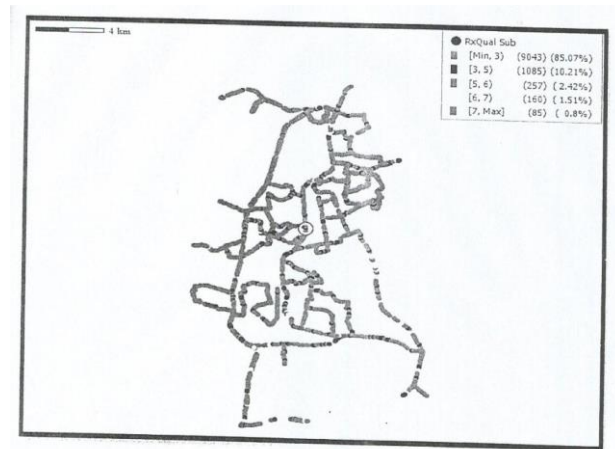 4 km
RxQual Sub
[Min, 3) (9043) (85.07%)
[3, 5) (1085) (10.21%)
[5, 6) (257) ( 2.42%)
[6, 7) (160) ( 1.51%)
[7, Max] (85) ( 0.8%)